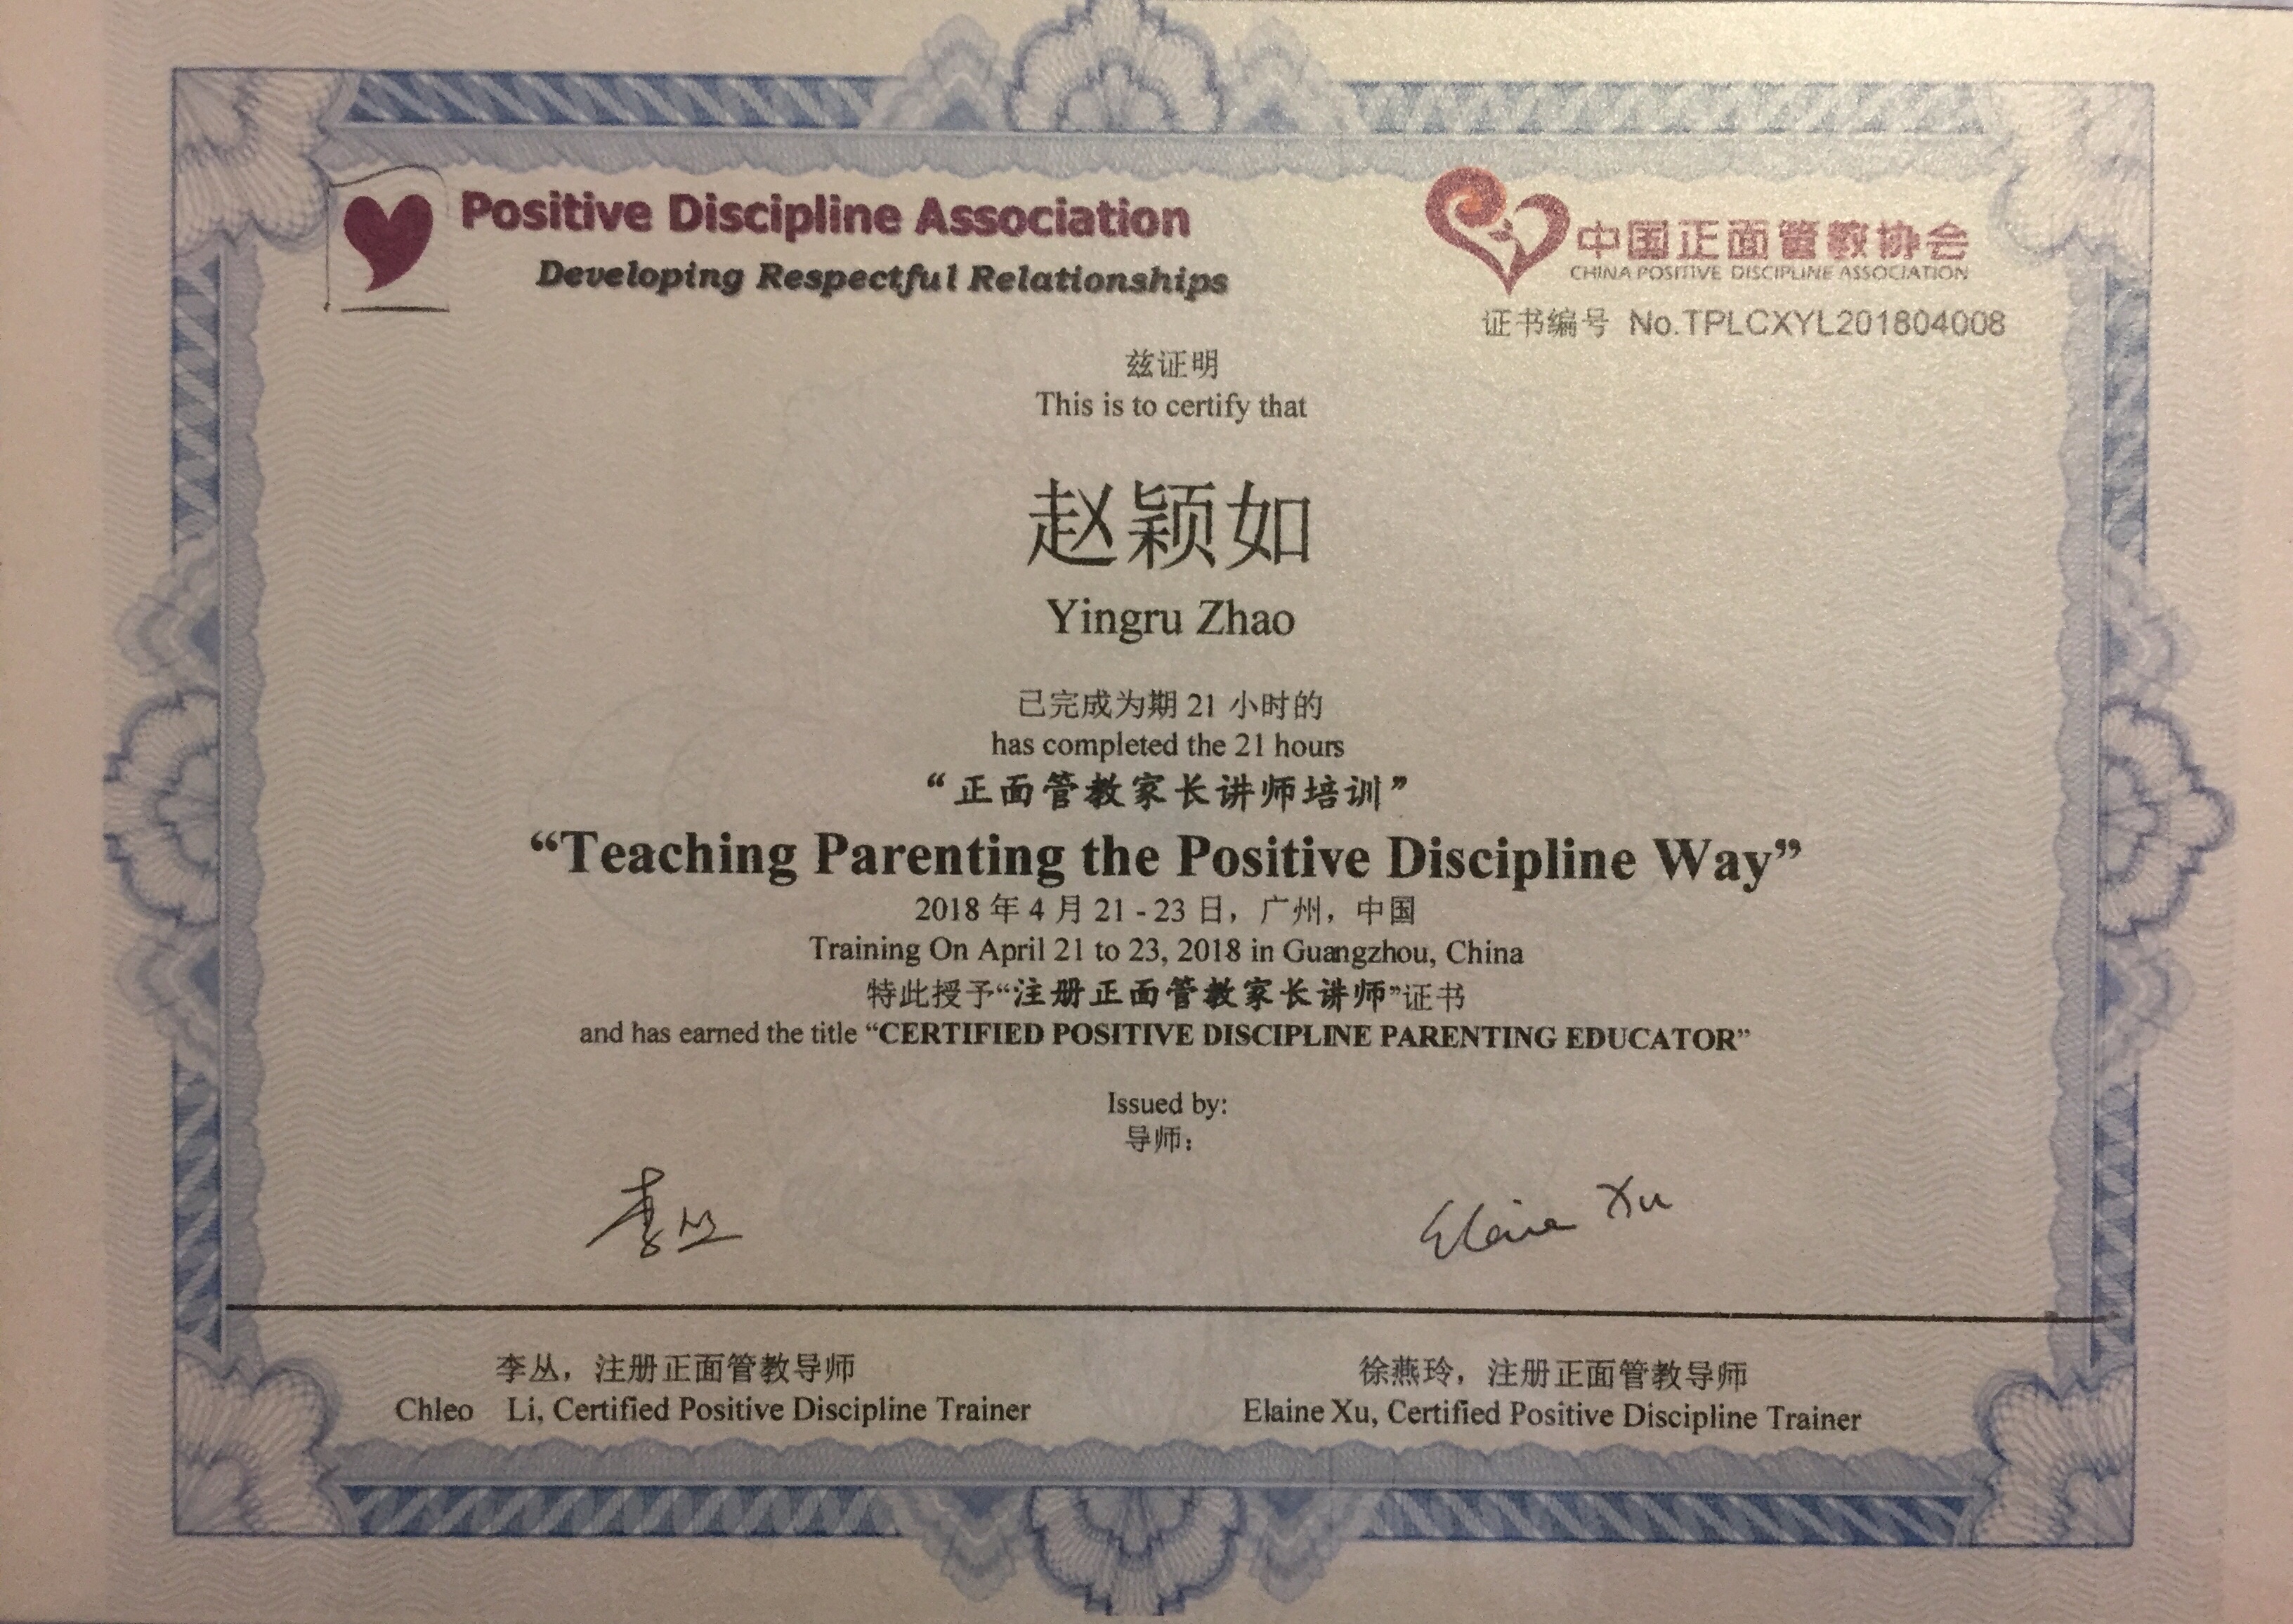 Positive Discipline Association
Developing Respectful Relationships
中国正面管教协会
CHINA POSITIVE DISCIPLINE ASSOCIATION
证书编号 No.TPLCXYL201804008
兹证明
This is to certify that
赵颖如
Yingru Zhao
已完成为期 21 小时的
has completed the 21 hours
“正面管教家长讲师培训”
“Teaching Parenting the Positive Discipline Way”
2018 年 4 月 21 - 23 日，广州，中国
Training On April 21 to 23, 2018 in Guangzhou, China
特此授予“注册正面管教家长讲师”证书
and has earned the title “CERTIFIED POSITIVE DISCIPLINE PARENTING EDUCATOR”
Issued by:
导师：
李丛
Elaine Xu
李丛，注册正面管教导师
Chleo Li, Certified Positive Discipline Trainer
徐燕玲，注册正面管教导师
Elaine Xu, Certified Positive Discipline Trainer